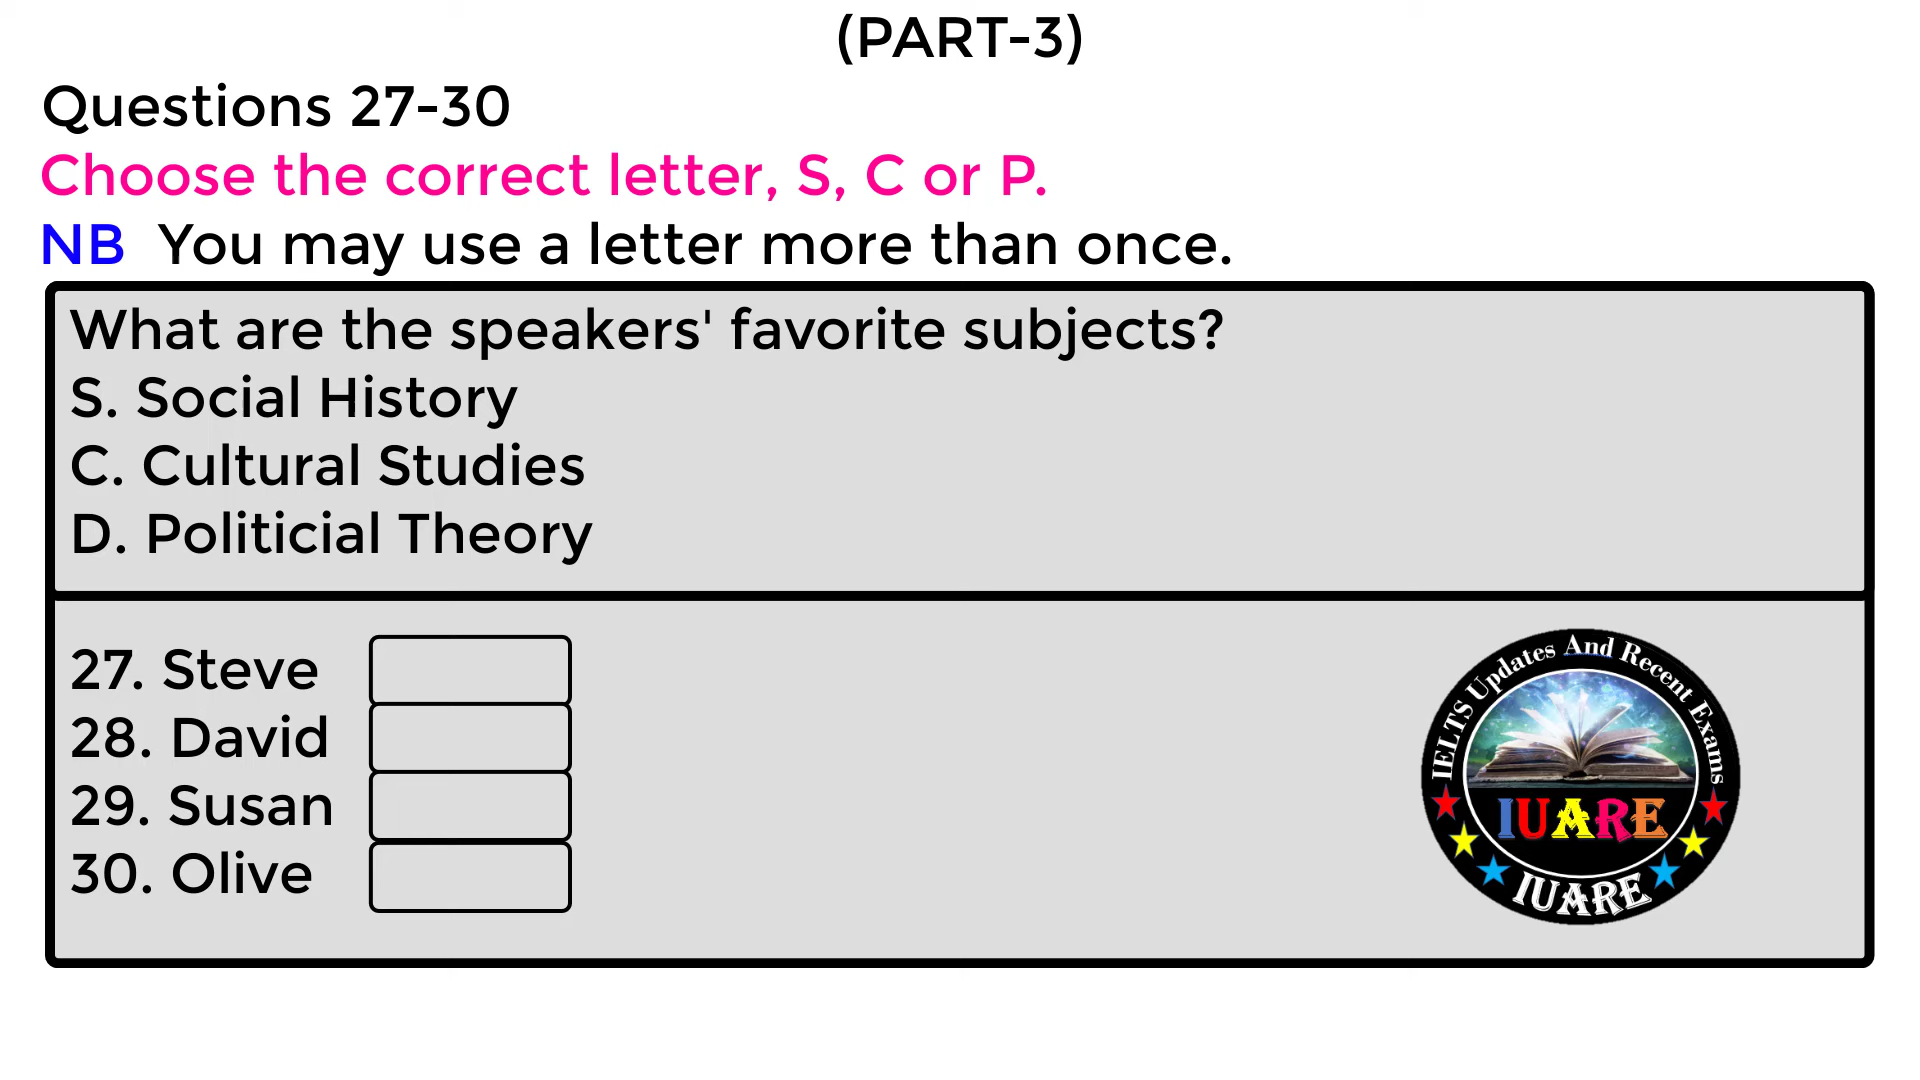 (PART-3)
Questions 27-30
Choose the correct letter, S, C or P.
NB You may use a letter more than once.
What are the speakers' favorite subjects?
S. Social History
C. Cultural Studies
D. Politicial Theory
27. Steve
28. David
29. Susan
30. Olive
IELTS Updates And Recent Exams
IUARE
IUARE